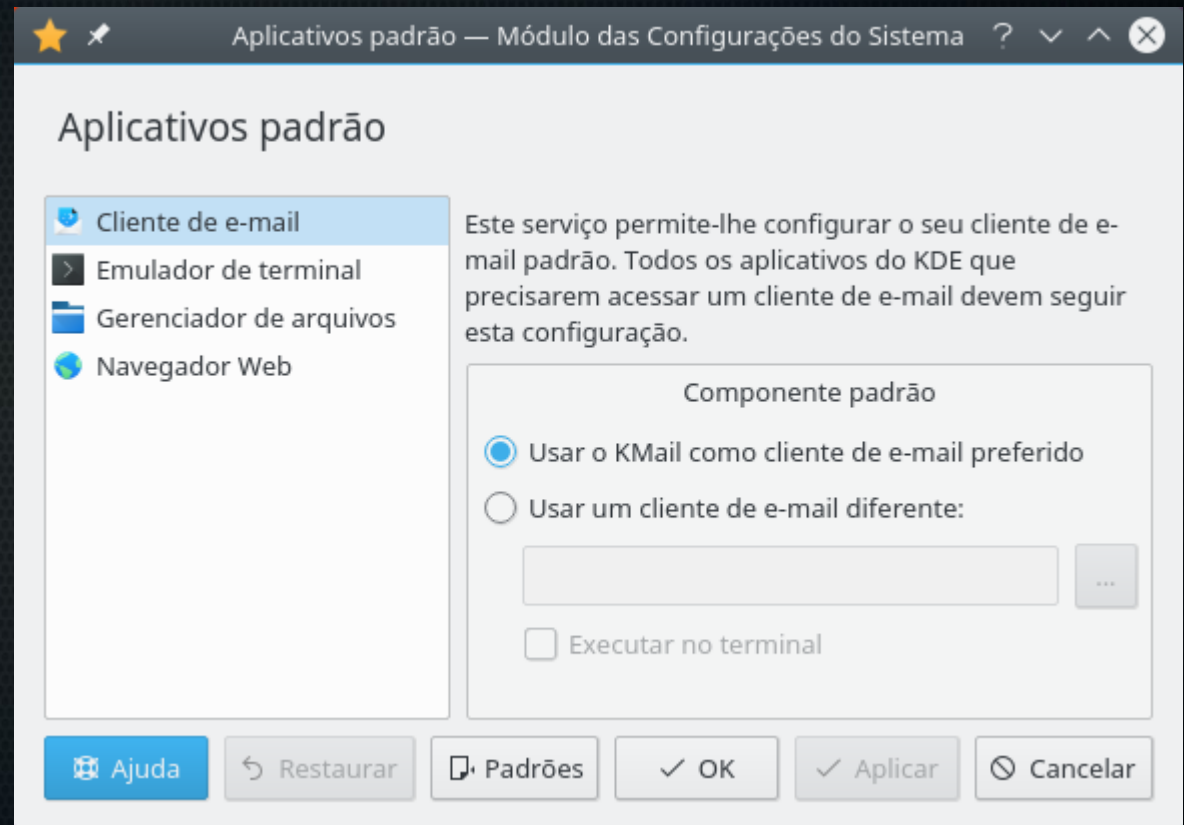 Aplicativos padrão — Módulo das Configurações do Sistema
Aplicativos padrão
Cliente de e-mail
Emulador de terminal
Gerenciador de arquivos
Navegador Web
Este serviço permite-lhe configurar o seu cliente de e-
mail padrão. Todos os aplicativos do KDE que
precisarem acessar um cliente de e-mail devem seguir
esta configuração.
Componente padrão
Usar o KMail como cliente de e-mail preferido
Usar um cliente de e-mail diferente:
...
Executar no terminal
Ajuda
Restaurar
Padrões
OK
Aplicar
Cancelar